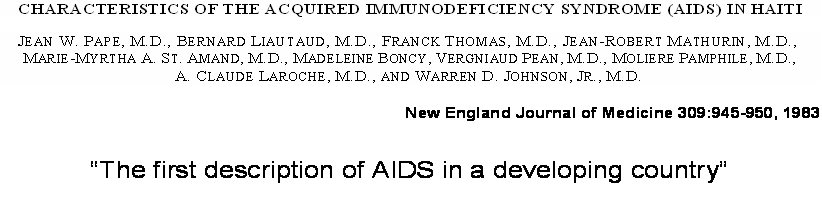 CHARACTERISTICS OF THE ACQUIRED IMMUNODEFICIENCY SYNDROME (AIDS) IN HAITI
JEAN W. PAPE, M.D., BERNARD LIAUTAUD, M.D., FRANCK THOMAS, M.D., JEAN-ROBERT MATHURIN, M.D.,
MARIE-MYRTHA A. ST. AMAND, M.D., MADELEINE BONCY, VERGNIAUD PEAN, M.D., MOLIERE PAMPHILE, M.D.,
A. CLAUDE LAROCHE, M.D., AND WARREN D. JOHNSON, JR., M.D.
New England Journal of Medicine 309:945-950, 1983
"The first description of AIDS in a developing country"